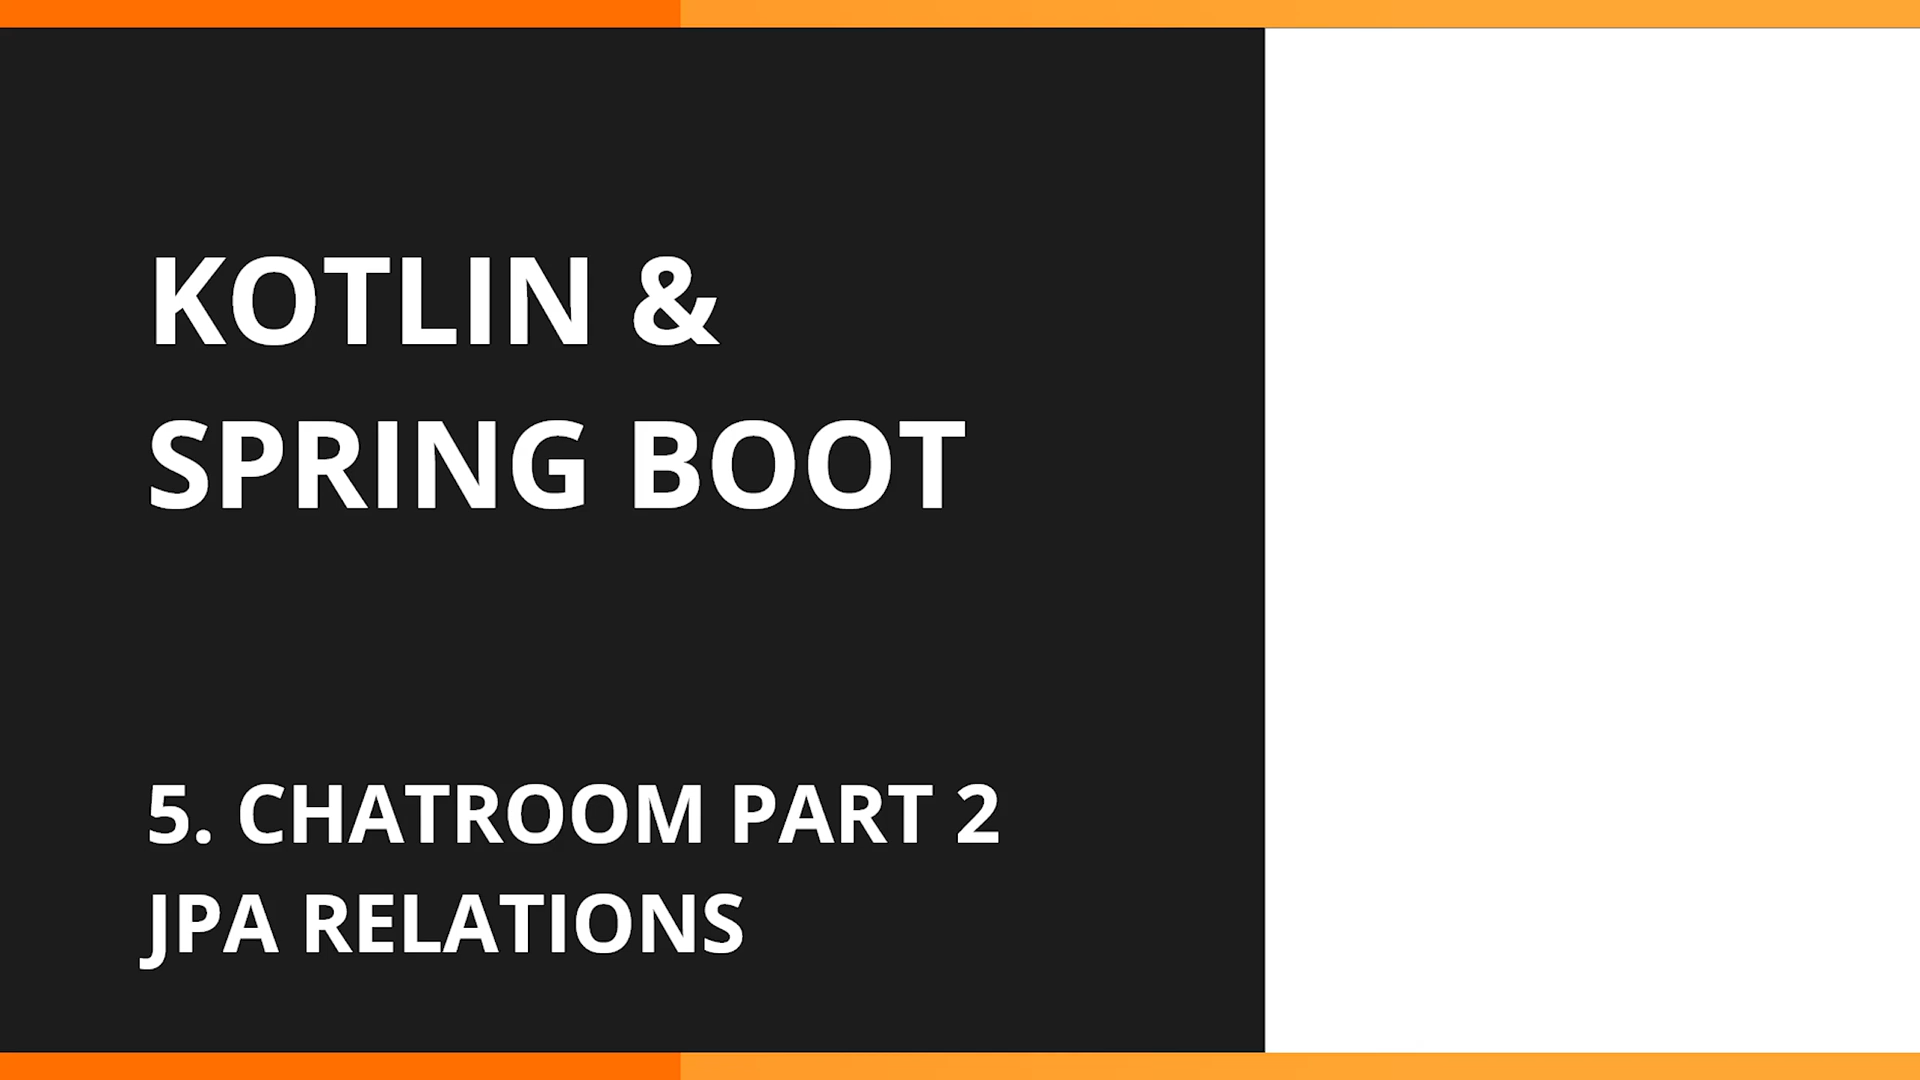 KOTLIN &
SPRING BOOT
5. CHATROOM PART 2
JPA RELATIONS